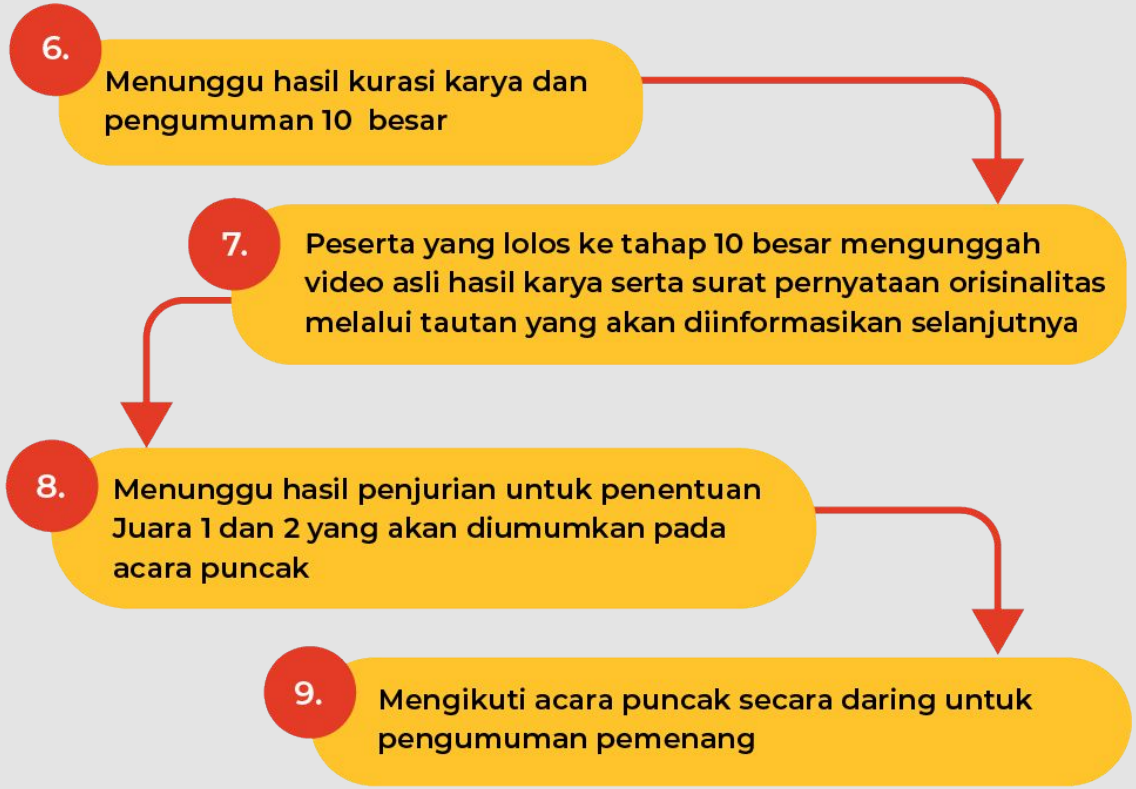 6.
Menunggu hasil kurasi karya dan
pengumuman 10 besar
7.
Peserta yang lolos ke tahap 10 besar mengunggah
video asli hasil karya serta surat pernyataan orisinalitas
melalui tautan yang akan diinformasikan selanjutnya
8.
Menunggu hasil penjurian untuk penentuan
Juara 1 dan 2 yang akan diumumkan pada
acara puncak
9.
Mengikuti acara puncak secara daring untuk
pengumuman pemenang